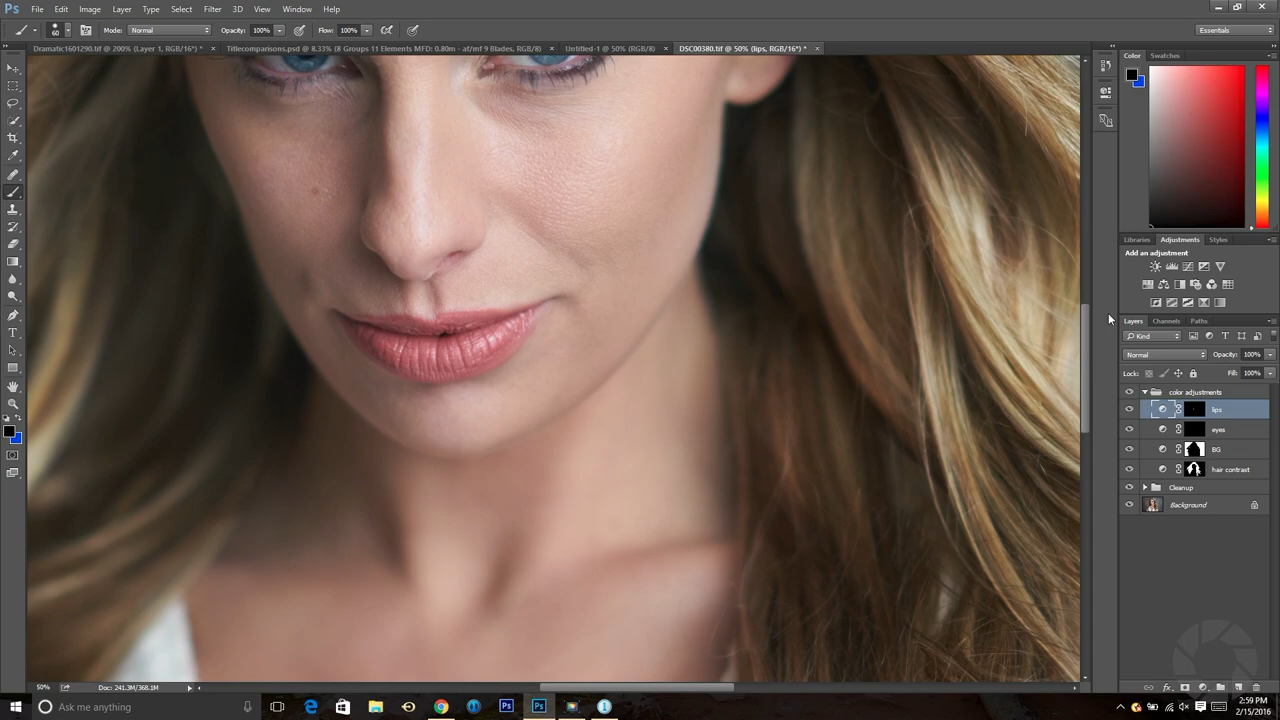 Ps File Edit Image Layer Type Select Filter 3D View Window Help
60 Mode: Normal Opacity: 100% Flow: 100% Essentials
Dramatic1601290.tif @ 200% (Layer 1, RGB/16*) * × Titlecomparisons.psd @ 8.33% (8 Groups 11 Elements MFD: 0.80m - af/mf 9 Blades, RGB/8) × Untitled-1 @ 50% (RGB/8) × DSC00380.tif @ 50% (lips, RGB/16*) * ×
Color Swatches
Libraries Adjustments Styles
Add an adjustment
Layers Channels Paths
Kind
Normal Opacity: 100%
Lock: Fill: 100%
color adjustments
lips
eyes
BG
hair contrast
Cleanup
Background
50% Doc: 241.3M/368.1M
Ask me anything
Ps Ps
2:59 PM
2/15/2016